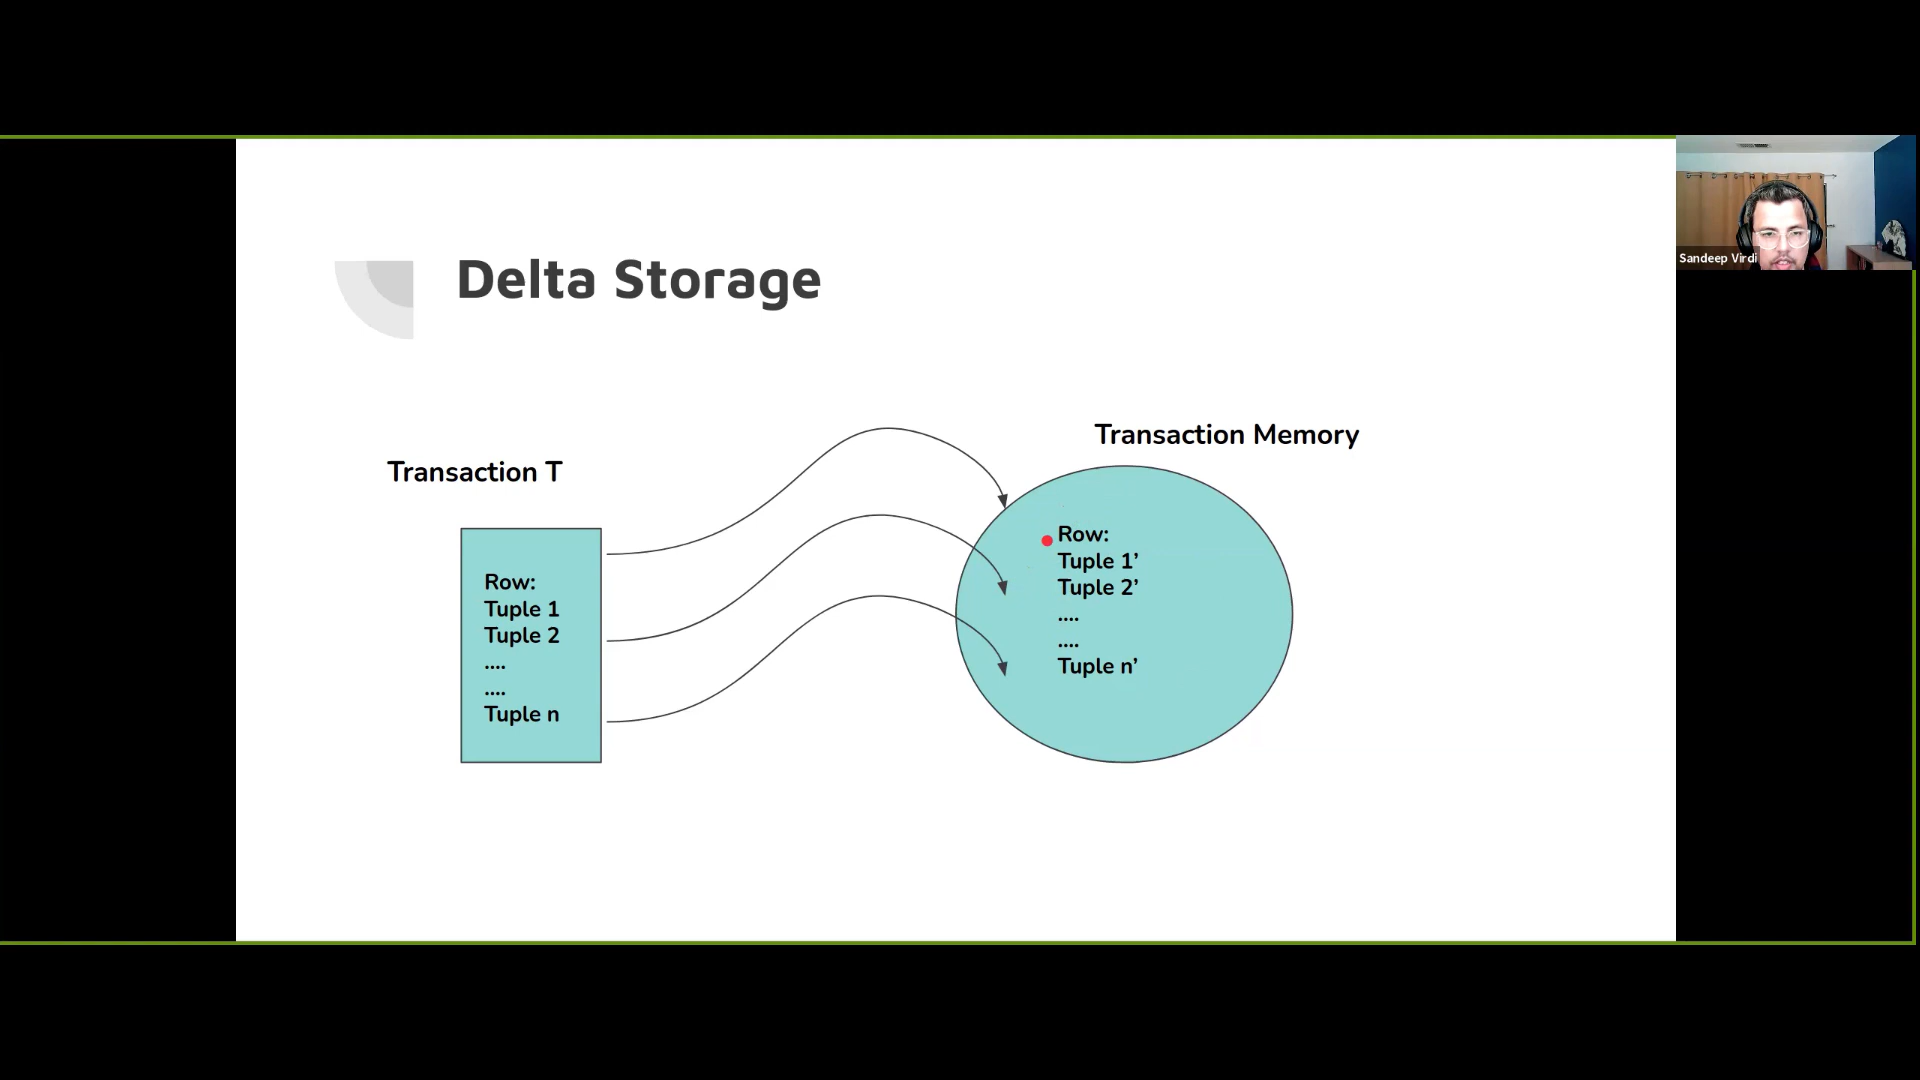 Delta Storage
Transaction T
Row:
Tuple 1
Tuple 2
....
....
Tuple n
Transaction Memory
Row:
Tuple 1’
Tuple 2’
....
....
Tuple n’
Sandeep Virdi